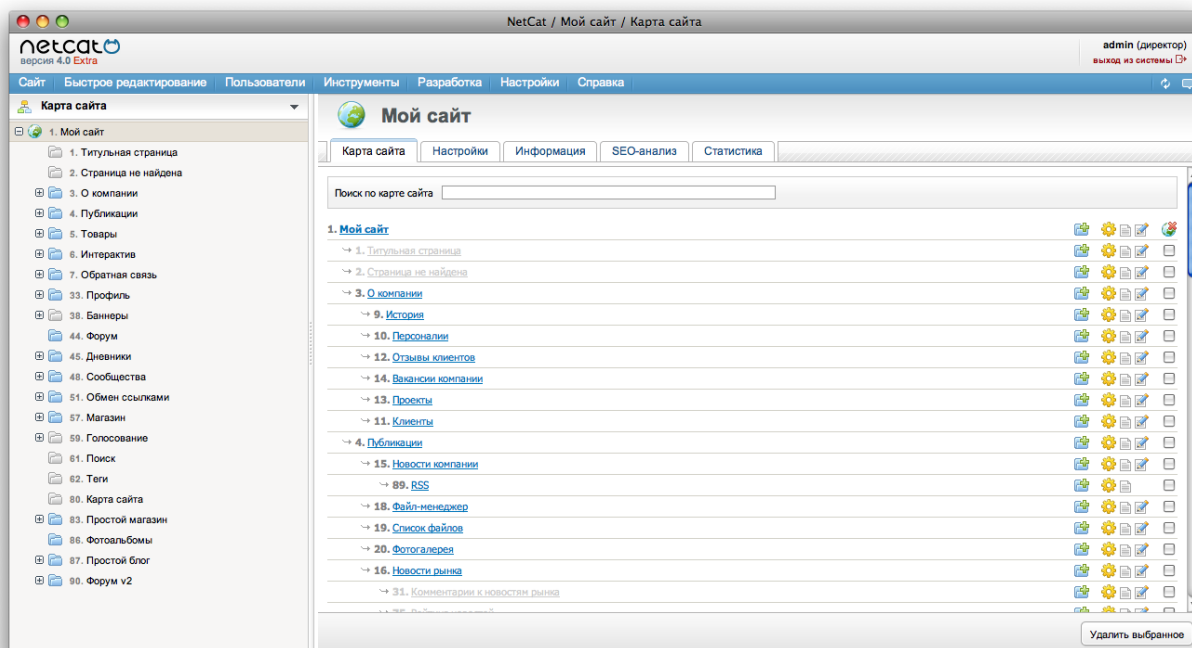 NetCat / Мой сайт / Карта сайта
netcat
версия 4.0 Extra
admin (директор)
выход из системы
Сайт Быстрое редактирование Пользователи Инструменты Разработка Настройки Справка
Карта сайта
1. Мой сайт
1. Титульная страница
2. Страница не найдена
3. О компании
4. Публикации
5. Товары
6. Интерактив
7. Обратная связь
33. Профиль
38. Баннеры
44. Форум
45. Дневники
48. Сообщества
51. Обмен ссылками
57. Магазин
59. Голосование
61. Поиск
62. Теги
80. Карта сайта
83. Простой магазин
86. Фотоальбомы
87. Простой блог
90. Форум v2
Мой сайт
Карта сайта Настройки Информация SEO-анализ Статистика
Поиск по карте сайта
1. Мой сайт
1. Титульная страница
2. Страница не найдена
3. О компании
9. История
10. Персоналии
12. Отзывы клиентов
14. Вакансии компании
13. Проекты
11. Клиенты
4. Публикации
15. Новости компании
89. RSS
18. Файл-менеджер
19. Список файлов
20. Фотогалерея
16. Новости рынка
31. Комментарии к новостям рынка
Удалить выбранное